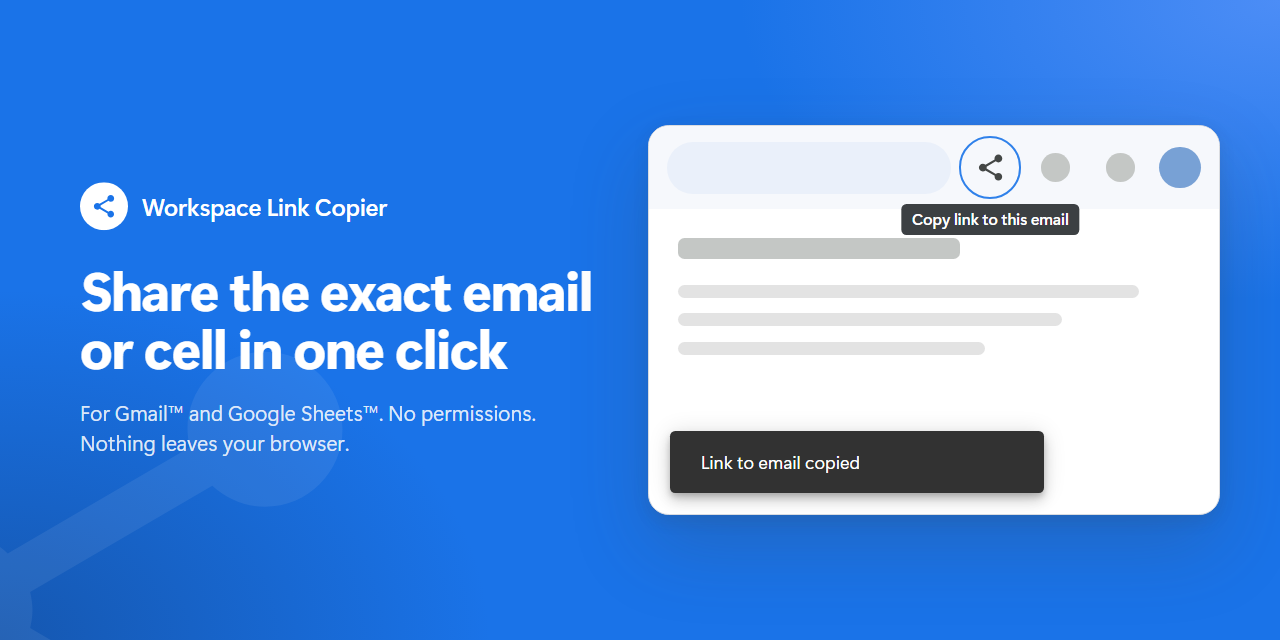 Workspace Link Copier
Share the exact email
or cell in one click
For Gmail™ and Google Sheets™. No permissions.
Nothing leaves your browser.
Copy link to this email
Link to email copied